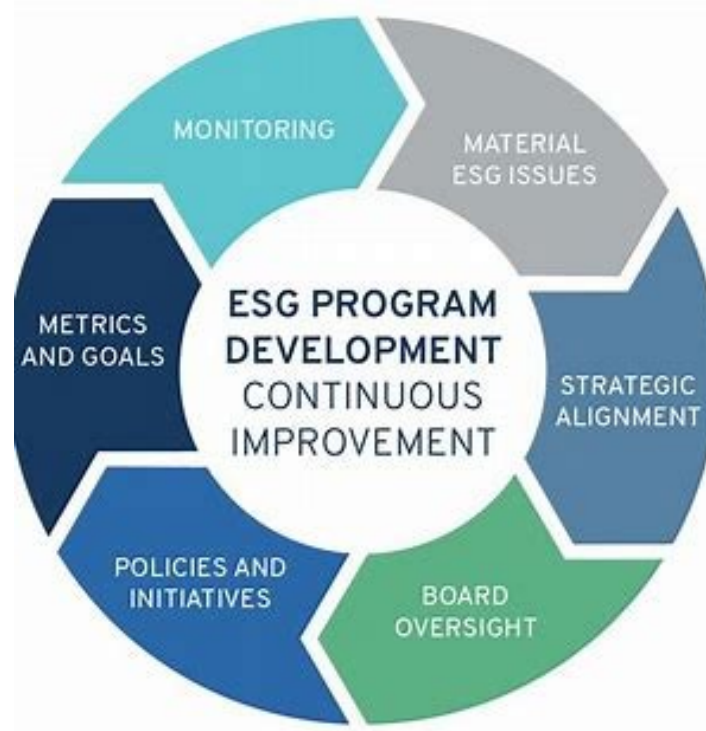 MONITORING
MATERIAL
ESG ISSUES
STRATEGIC
ALIGNMENT
BOARD
OVERSIGHT
POLICIES AND
INITIATIVES
METRICS
AND GOALS
ESG PROGRAM
DEVELOPMENT
CONTINUOUS
IMPROVEMENT